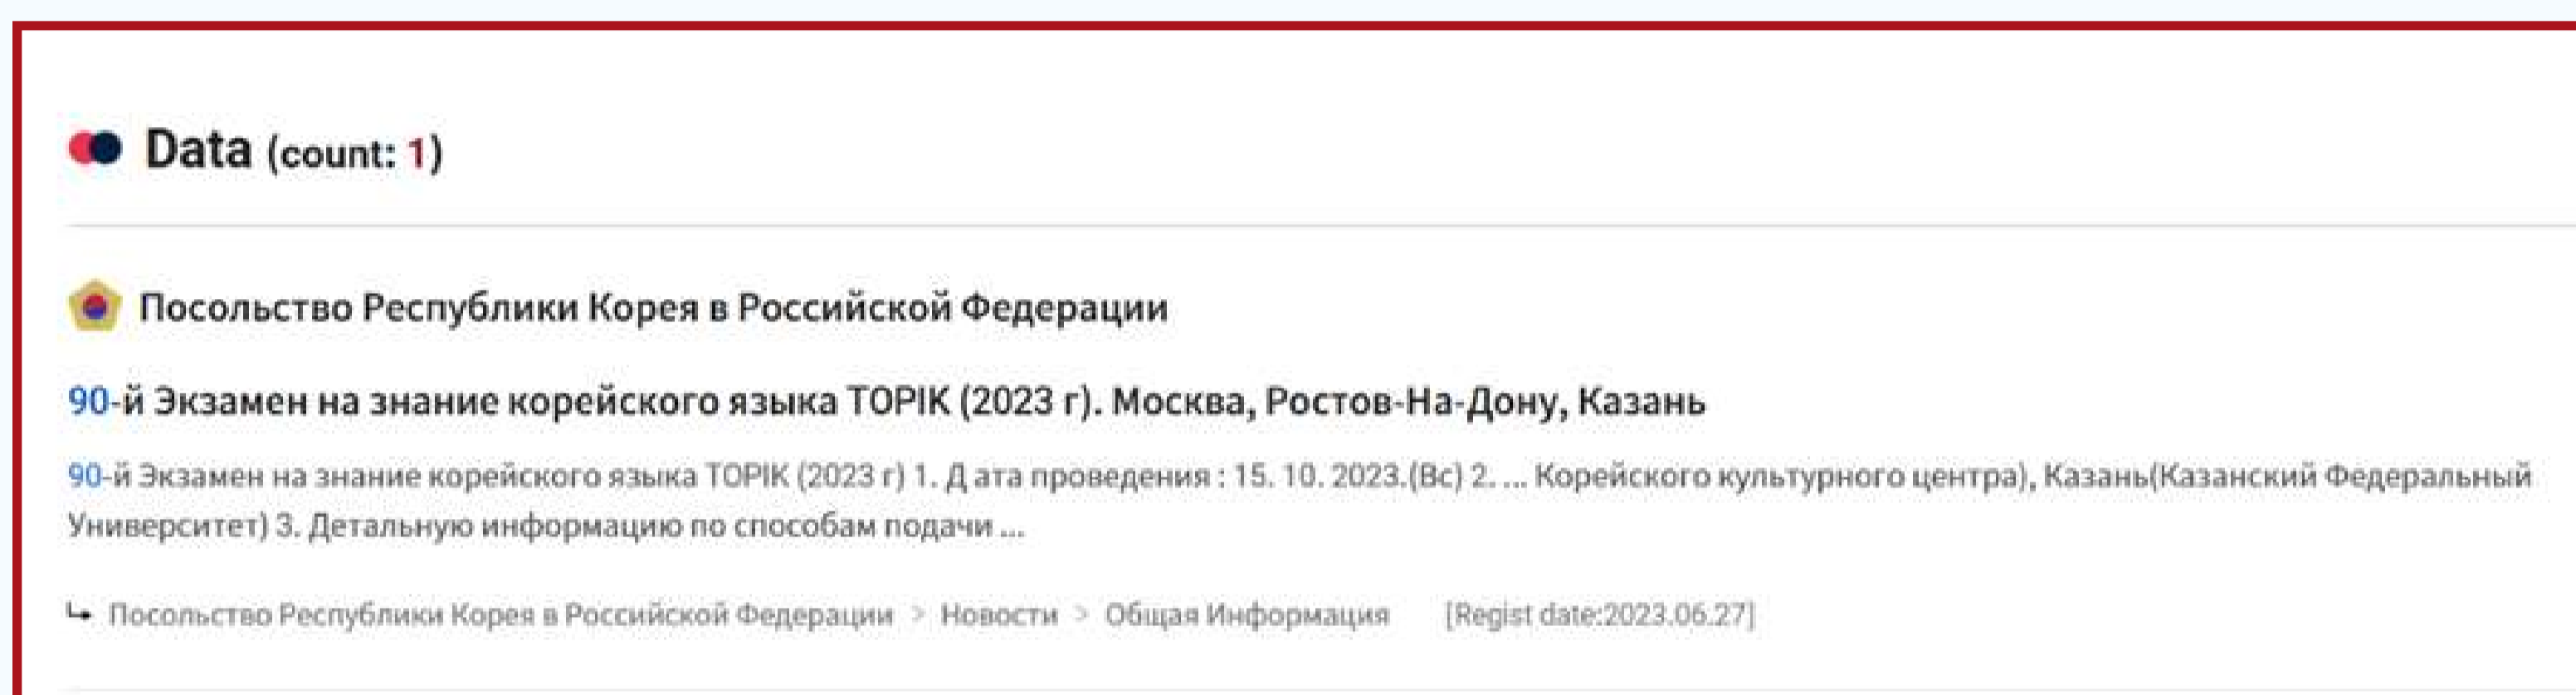 Data (count: 1)
Посольство Республики Корея в Российской Федерации
90-й Экзамен на знание корейского языка TOPIK (2023 г). Москва, Ростов-На-Дону, Казань
90-й Экзамен на знание корейского языка TOPIK (2023 г) 1. Д ата проведения : 15. 10. 2023.(Вс) 2. ... Корейского культурного центра), Казань(Казанский Федеральный
Университет) 3. Детальную информацию по способам подачи ...
Посольство Республики Корея в Российской Федерации > Новости > Общая Информация [Regist date:2023.06.27]